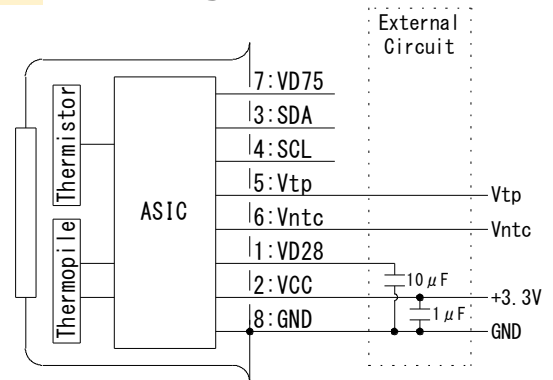 External
Circuit
Thermistor
Thermopile
ASIC
7:VD75
3:SDA
4:SCL
5:Vtp
6:Vntc
1:VD28
2:VCC
8:GND
10μF
1μF
Vtp
Vntc
+3.3V
GND